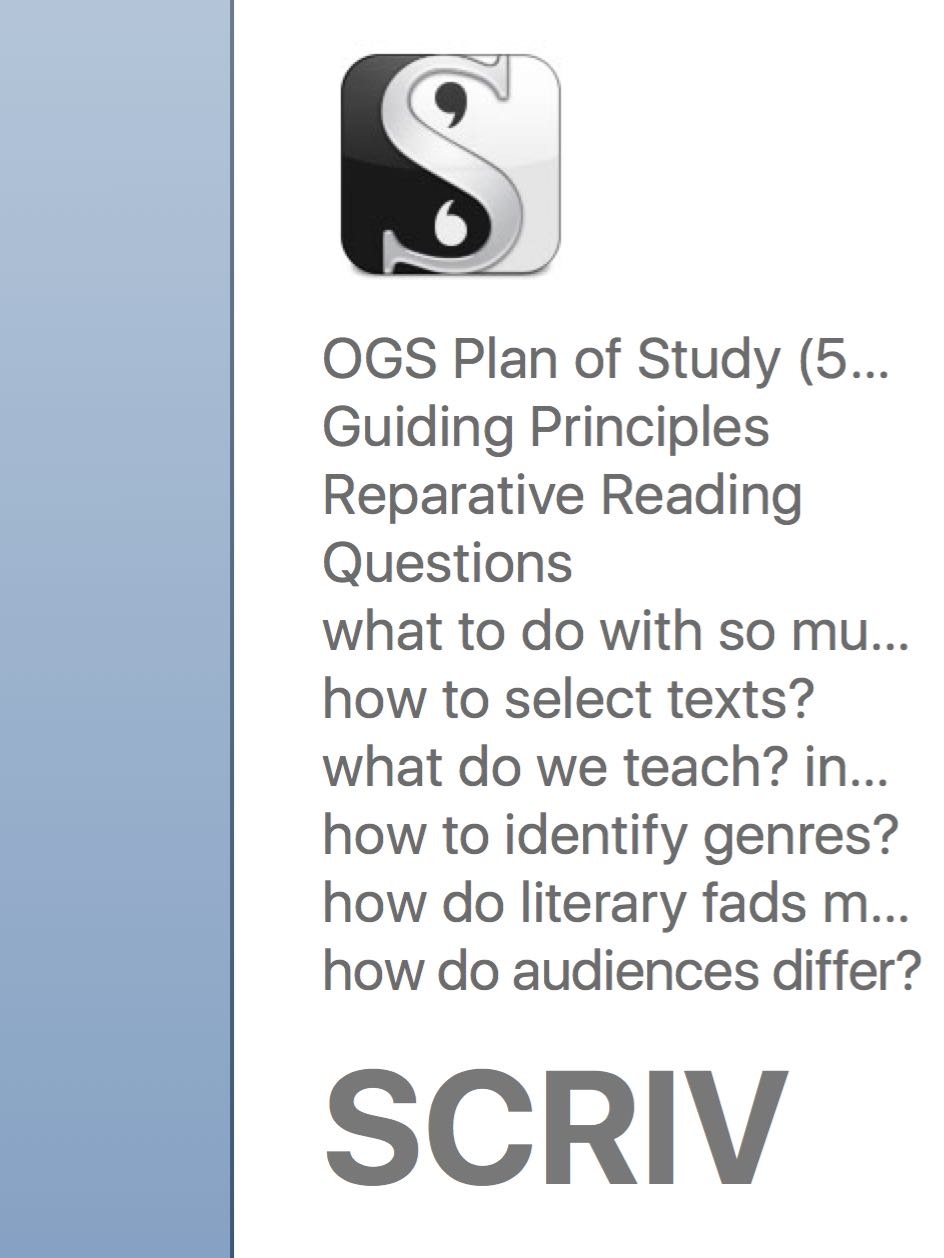 OGS Plan of Study (5...
Guiding Principles
Reparative Reading
Questions
what to do with so mu...
how to select texts?
what do we teach? in...
how to identify genres?
how do literary fads m...
how do audiences differ?
SCRIV